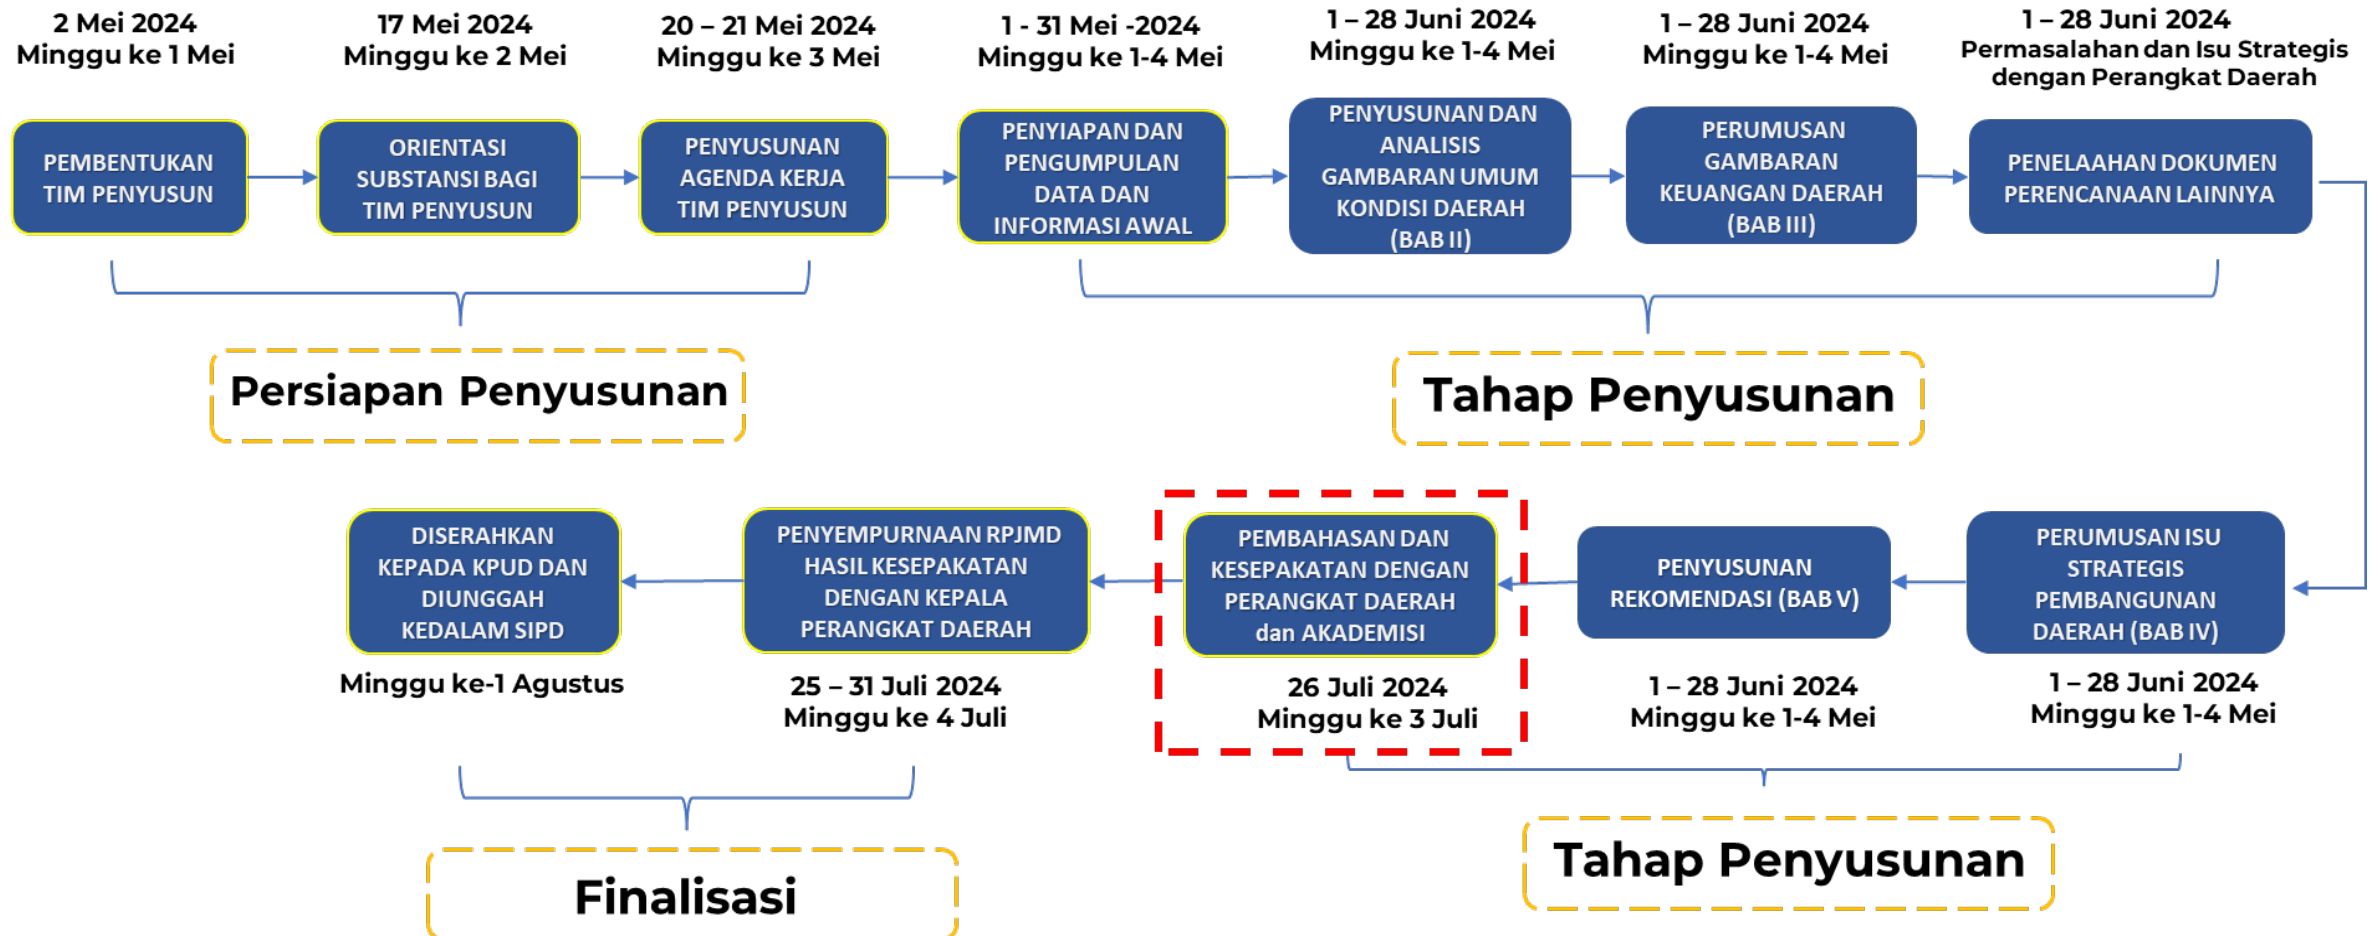 2 Mei 2024
Minggu ke 1 Mei
17 Mei 2024
Minggu ke 2 Mei
20 – 21 Mei 2024
Minggu ke 3 Mei
1 - 31 Mei -2024
Minggu ke 1-4 Mei
1 – 28 Juni 2024
Minggu ke 1-4 Mei
1 – 28 Juni 2024
Minggu ke 1-4 Mei
1 – 28 Juni 2024
Permasalahan dan Isu Strategis
dengan Perangkat Daerah
PEMBENTUKAN
TIM PENYUSUN
ORIENTASI
SUBSTANSI BAGI
TIM PENYUSUN
PENYUSUNAN
AGENDA KERJA
TIM PENYUSUN
PENYIAPAN DAN
PENGUMPULAN
DATA DAN
INFORMASI AWAL
PENYUSUNAN DAN
ANALISIS
GAMBARAN UMUM
KONDISI DAERAH
(BAB II)
PERUMUSAN
GAMBARAN
KEUANGAN DAERAH
(BAB III)
PENELAAHAN DOKUMEN
PERENCANAAN LAINNYA
Persiapan Penyusunan
Tahap Penyusunan
DISERAHKAN
KEPADA KPUD DAN
DIUNGGAH
KEDALAM SIPD
PENYEMPURNAAN RPJMD
HASIL KESEPAKATAN
DENGAN KEPALA
PERANGKAT DAERAH
PEMBAHASAN DAN
KESEPAKATAN DENGAN
PERANGKAT DAERAH
dan AKADEMISI
PENYUSUNAN
REKOMENDASI (BAB V)
PERUMUSAN ISU
STRATEGIS
PEMBANGUNAN
DAERAH (BAB IV)
Minggu ke-1 Agustus
25 – 31 Juli 2024
Minggu ke 4 Juli
26 Juli 2024
Minggu ke 3 Juli
1 – 28 Juni 2024
Minggu ke 1-4 Mei
1 – 28 Juni 2024
Minggu ke 1-4 Mei
Finalisasi
Tahap Penyusunan